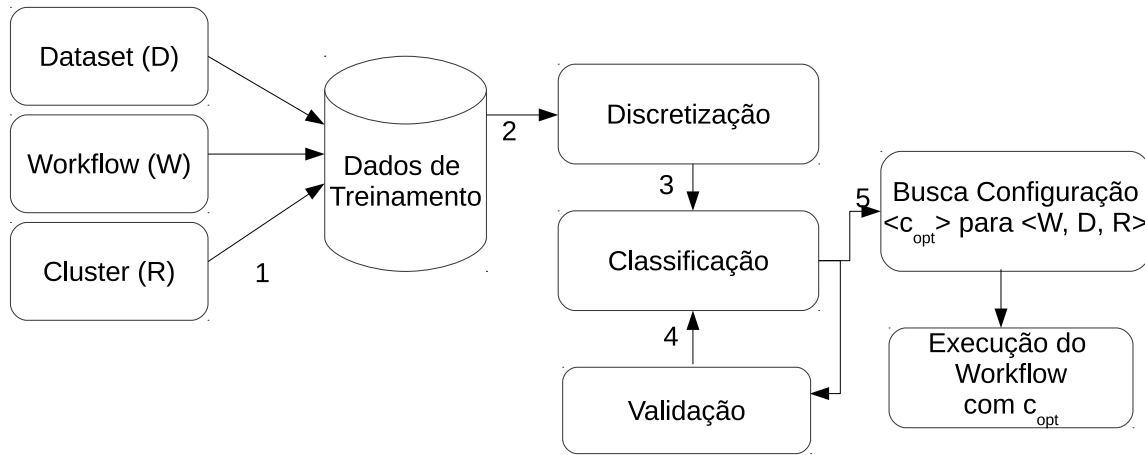 Dataset (D)
Workflow (W)
Cluster (R)
1
Dados de
Treinamento
2
Discretização
3
Classificação
4
Validação
5
Busca Configuração
<c_opt> para <W, D, R>
Execução do
Workflow
com c_opt